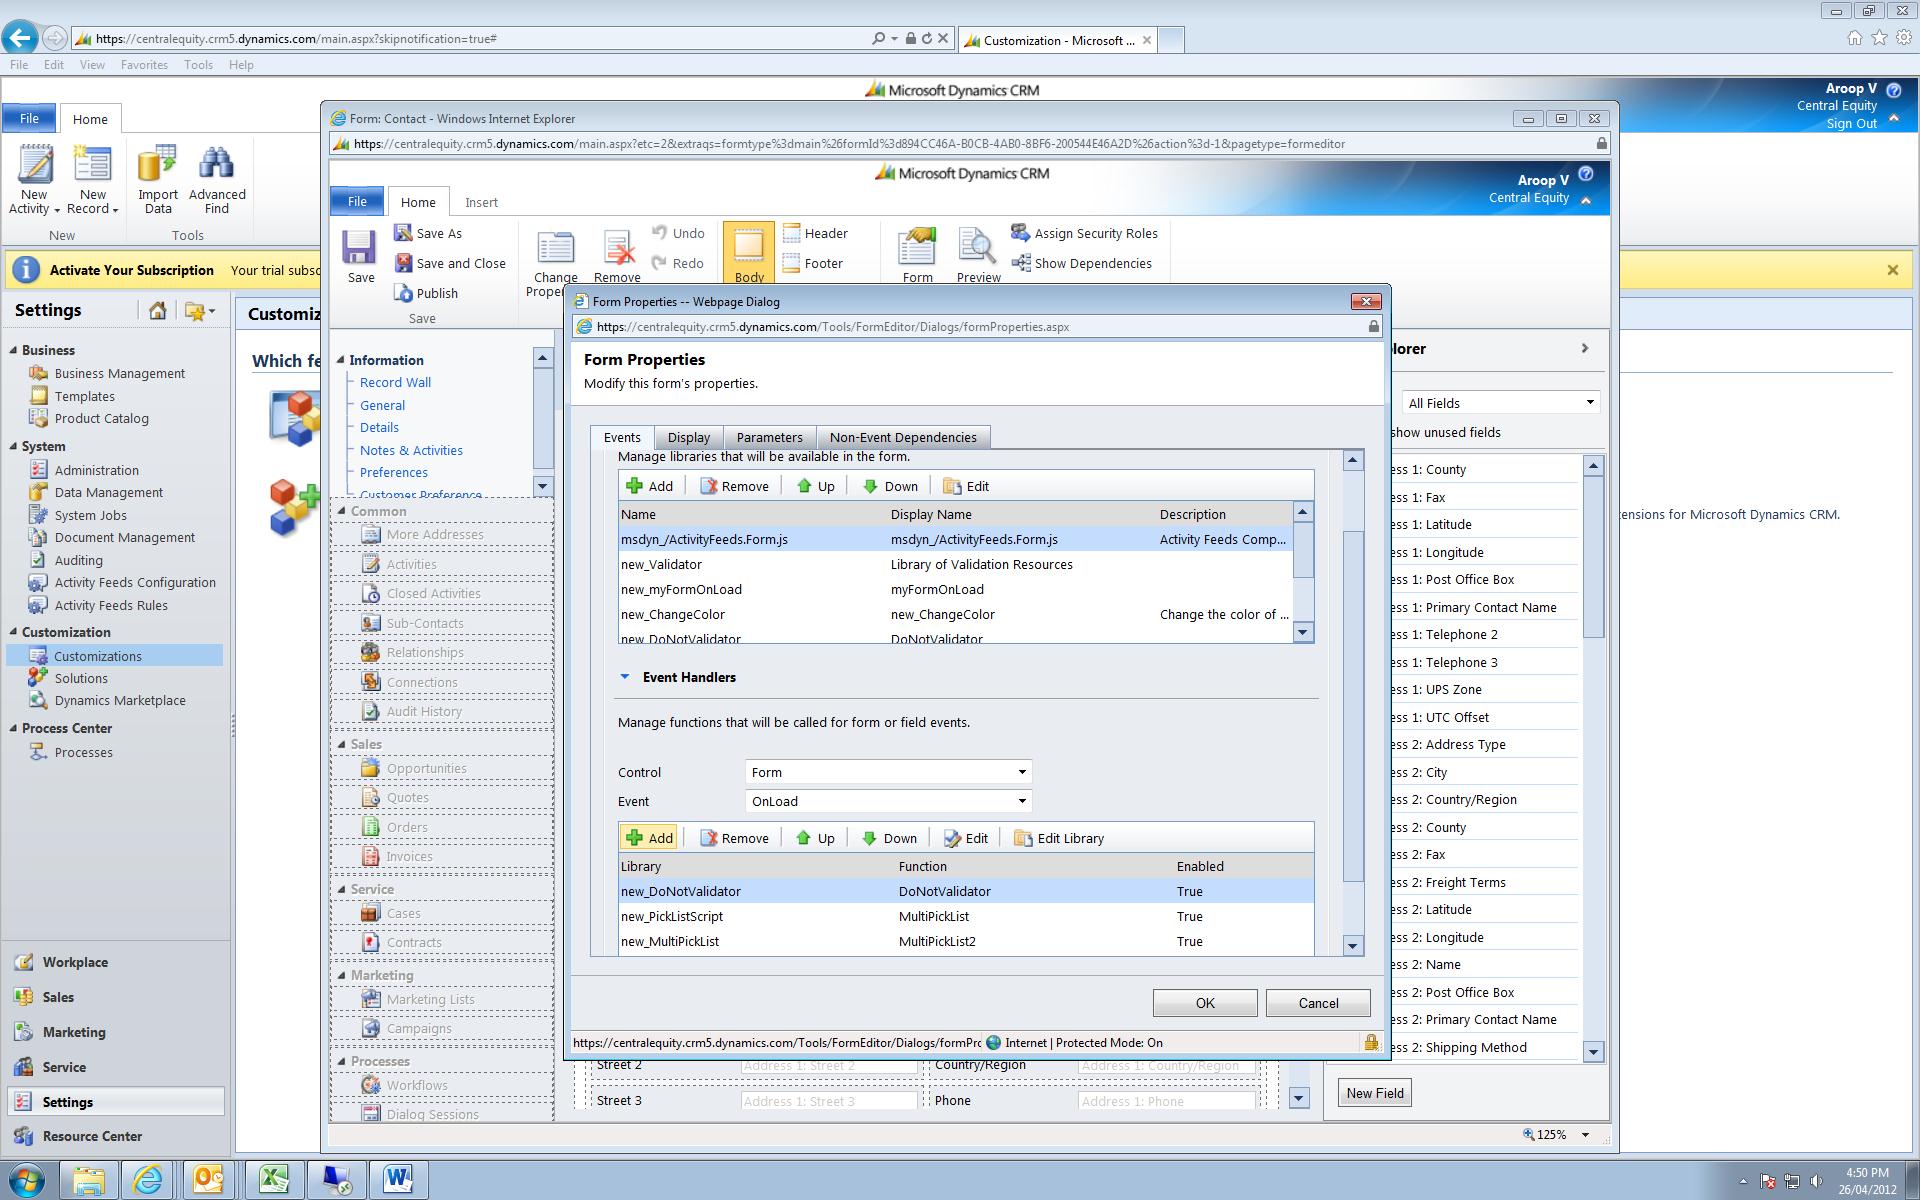 https://centralequity.crm5.dynamics.com/main.aspx?skipnotification=true#
Customization - Microsoft ...
File Edit View Favorites Tools Help
Microsoft Dynamics CRM
Aroop V
Central Equity
Sign Out
File
Home
New Activity
New Record
Import Data
Advanced Find
New
Tools
Activate Your Subscription Your trial subsc
Settings
Business
Business Management
Templates
Product Catalog
System
Administration
Data Management
System Jobs
Document Management
Auditing
Activity Feeds Configuration
Activity Feeds Rules
Customization
Customizations
Solutions
Dynamics Marketplace
Process Center
Processes
Workplace
Sales
Marketing
Service
Settings
Resource Center
Customiz
Which fe
ensions for Microsoft Dynamics CRM.
Form: Contact - Windows Internet Explorer
https://centralequity.crm5.dynamics.com/main.aspx?etc=2&extraqs=formtype%3dmain%26formId%3d894CC46A-B0CB-4AB0-8BF6-200544E46A2D%26action%3d-1&pagetype=formeditor
Microsoft Dynamics CRM
Aroop V
Central Equity
File
Home
Insert
Save
Save As
Save and Close
Publish
Save
Change
Proper
Remove
Undo
Redo
Body
Header
Footer
Form
Preview
Assign Security Roles
Show Dependencies
Information
Record Wall
General
Details
Notes & Activities
Preferences
Customer Preference
Common
More Addresses
Activities
Closed Activities
Sub-Contacts
Relationships
Connections
Audit History
Sales
Opportunities
Quotes
Orders
Invoices
Service
Cases
Contracts
Marketing
Marketing Lists
Campaigns
Processes
Workflows
Dialog Sessions
Form Properties -- Webpage Dialog
https://centralequity.crm5.dynamics.com/Tools/FormEditor/Dialogs/formProperties.aspx
Form Properties
Modify this form's properties.
Events
Display
Parameters
Non-Event Dependencies
Manage libraries that will be available in the form.
Add Remove Up Down Edit
Name Display Name Description
msdyn_/ActivityFeeds.Form.js msdyn_/ActivityFeeds.Form.js Activity Feeds Comp...
new_Validator Library of Validation Resources
new_myFormOnLoad myFormOnLoad
new_ChangeColor new_ChangeColor Change the color of ...
new_DoNotValidator DoNotValidator
Event Handlers
Manage functions that will be called for form or field events.
Control Form
Event OnLoad
Add Remove Up Down Edit Edit Library
Library Function Enabled
new_DoNotValidator DoNotValidator True
new_PickListScript MultiPickList True
new_MultiPickList MultiPickList2 True
OK
Cancel
https://centralequity.crm5.dynamics.com/Tools/FormEditor/Dialogs/formPro Internet | Protected Mode: On
Street 2 Address 1: Street 2 Country/Region Address 1: Country/Region
Street 3 Address 1: Street 3 Phone Address 1: Phone
lorer
All Fields
show unused fields
ess 1: County
ess 1: Fax
ess 1: Latitude
ess 1: Longitude
ess 1: Post Office Box
ess 1: Primary Contact Name
ess 1: Telephone 2
ess 1: Telephone 3
ess 1: UPS Zone
ess 1: UTC Offset
ess 2: Address Type
ess 2: City
ess 2: Country/Region
ess 2: County
ess 2: Fax
ess 2: Freight Terms
ess 2: Latitude
ess 2: Longitude
ess 2: Name
ess 2: Post Office Box
ess 2: Primary Contact Name
ess 2: Shipping Method
New Field
125%
4:50 PM
26/04/2012